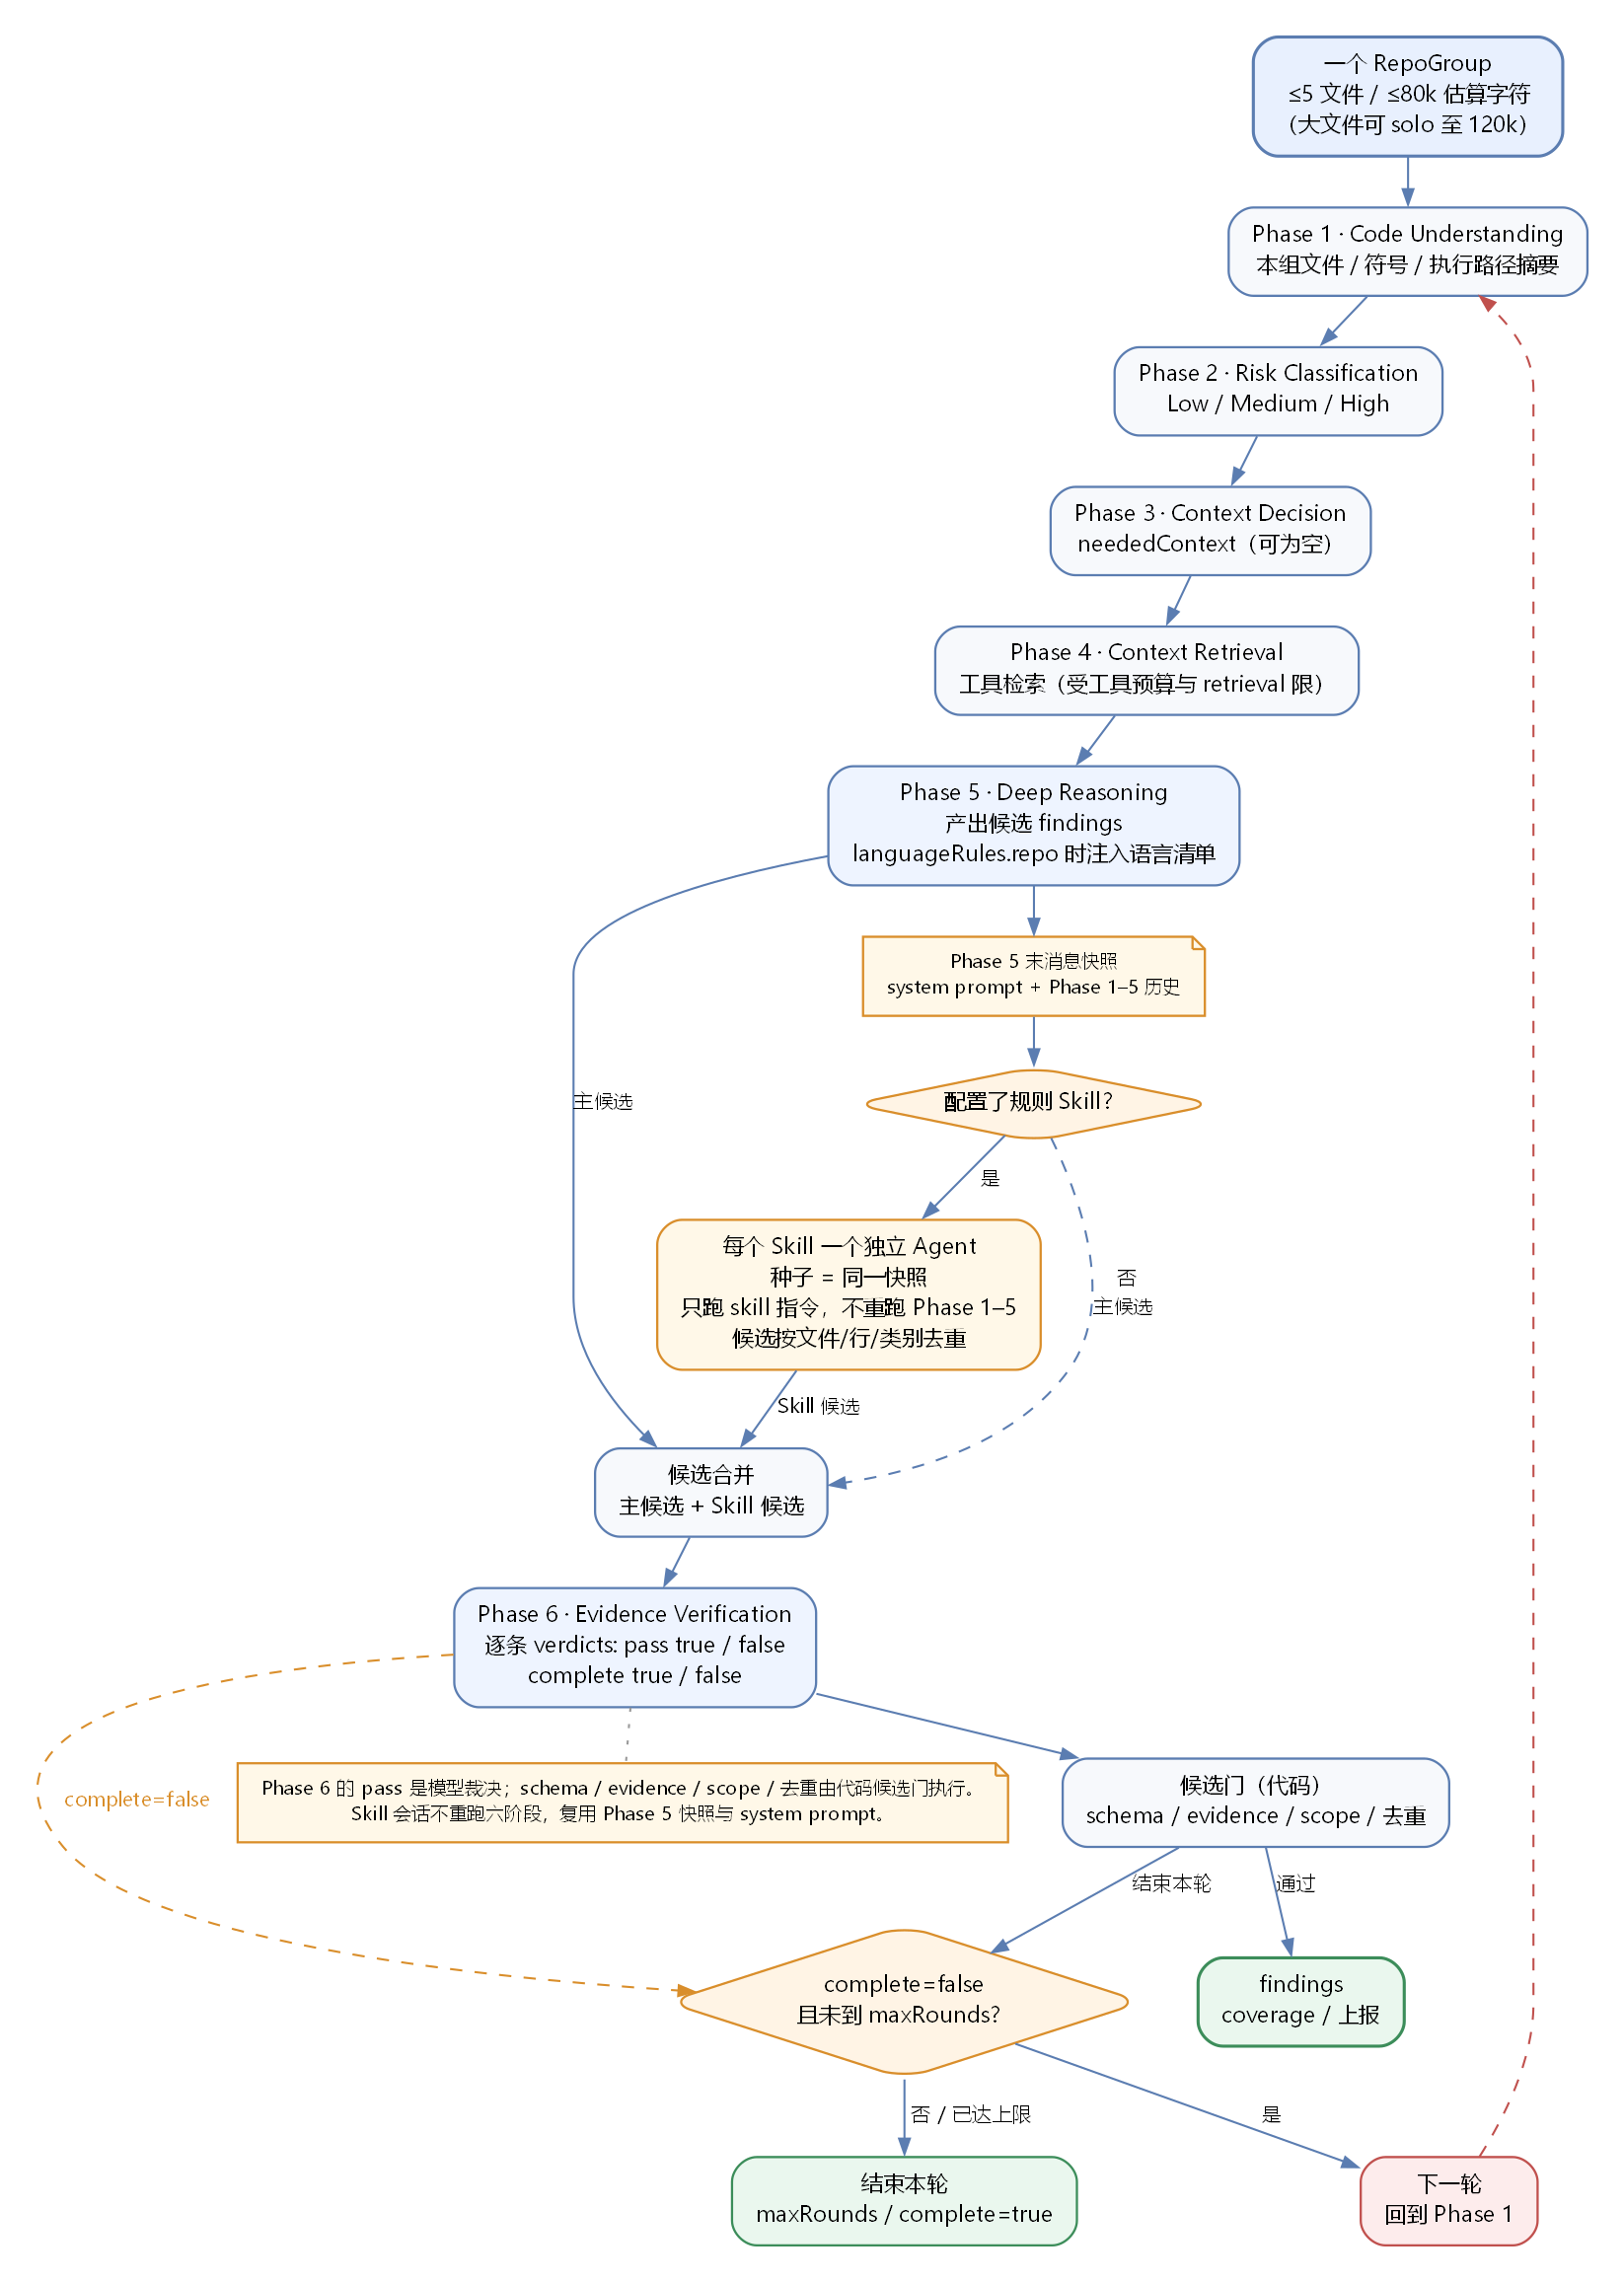 一个 RepoGroup
≤5 文件 / ≤80k 估算字符
（大文件可 solo 至 120k）
Phase 1 · Code Understanding
本组文件 / 符号 / 执行路径摘要
Phase 2 · Risk Classification
Low / Medium / High
Phase 3 · Context Decision
neededContext（可为空）
Phase 4 · Context Retrieval
工具检索（受工具预算与 retrieval 限）
Phase 5 · Deep Reasoning
产出候选 findings
languageRules.repo 时注入语言清单
Phase 5 末消息快照
system prompt + Phase 1–5 历史
主候选
配置了规则 Skill？
是
每个 Skill 一个独立 Agent
种子 = 同一快照
只跑 skill 指令，不重跑 Phase 1–5
候选按文件/行/类别去重
否
主候选
Skill 候选
候选合并
主候选 + Skill 候选
Phase 6 · Evidence Verification
逐条 verdicts: pass true / false
complete true / false
complete=false
Phase 6 的 pass 是模型裁决；schema / evidence / scope / 去重由代码候选门执行。
Skill 会话不重跑六阶段，复用 Phase 5 快照与 system prompt。
候选门（代码）
schema / evidence / scope / 去重
结束本轮
通过
complete=false
且未到 maxRounds？
findings
coverage / 上报
否 / 已达上限
是
结束本轮
maxRounds / complete=true
下一轮
回到 Phase 1